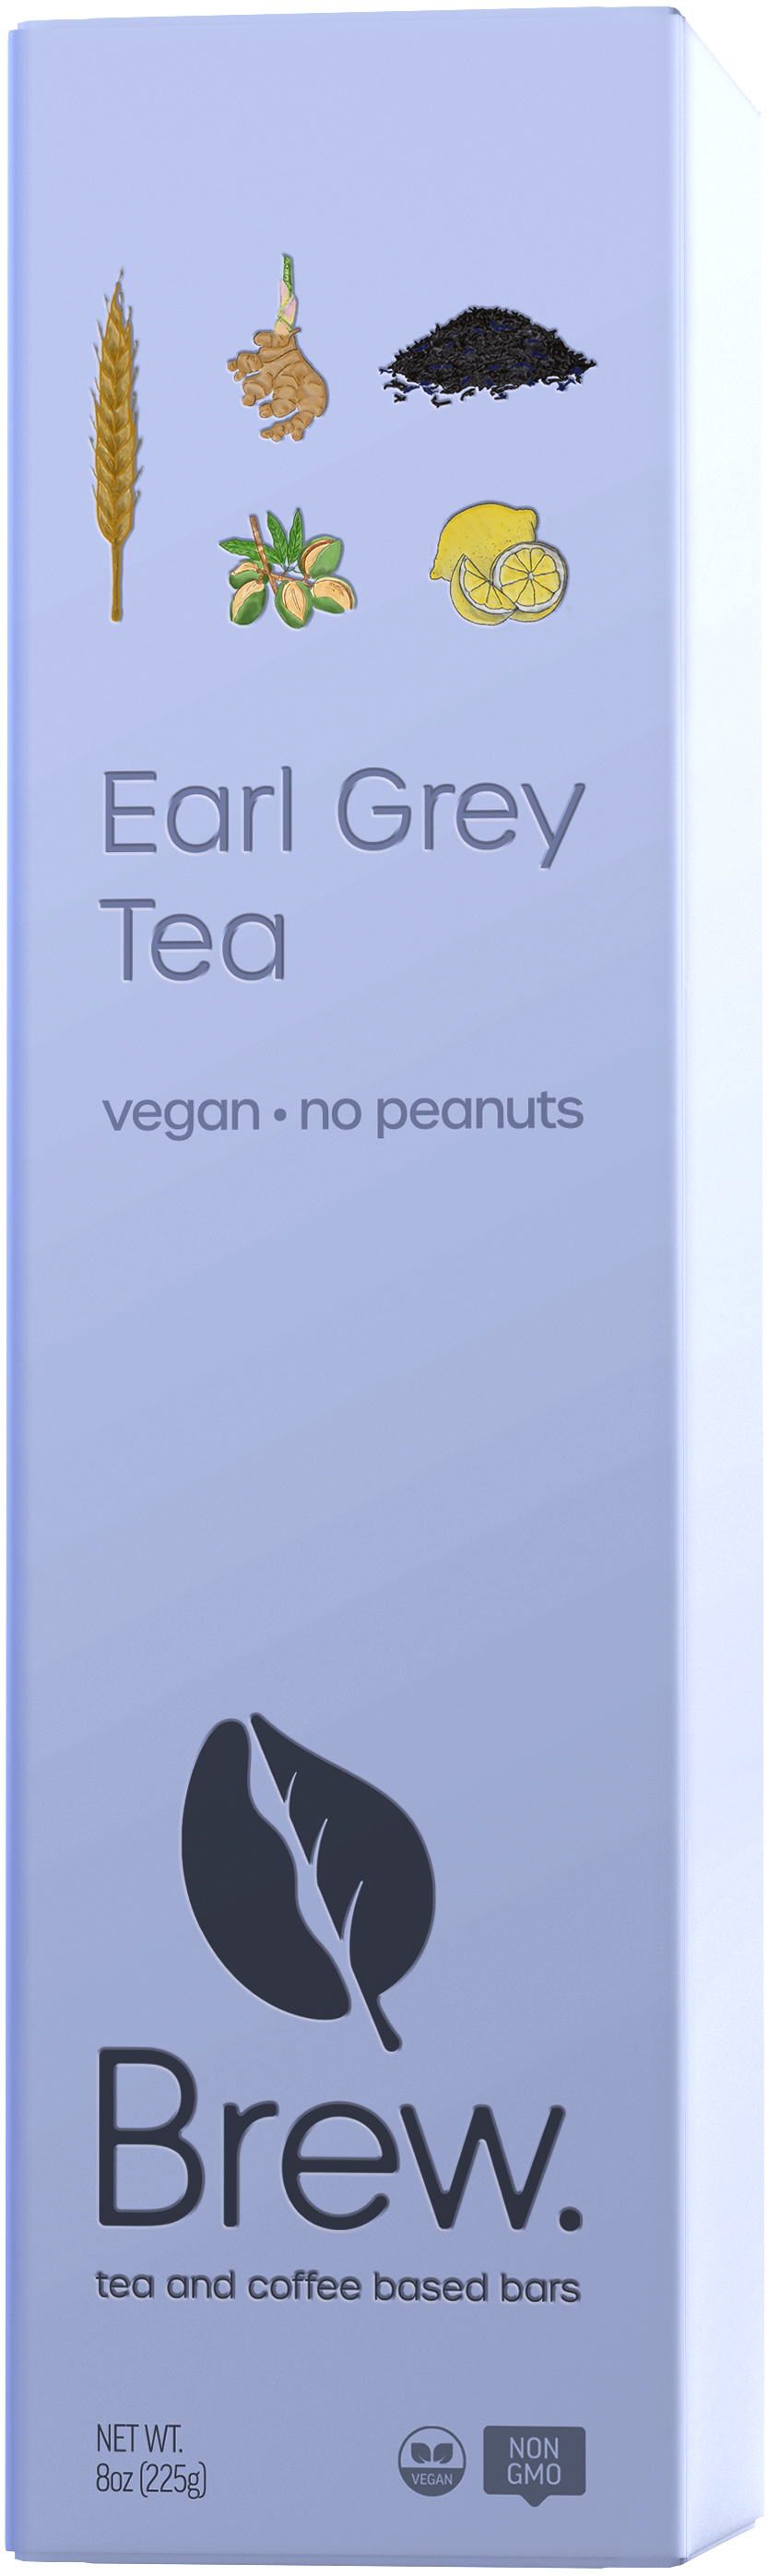 Earl Grey
Tea
vegan • no peanuts
Brew.
tea and coffee based bars
NET WT.
8oz (225g)
VEGAN
NON
GMO